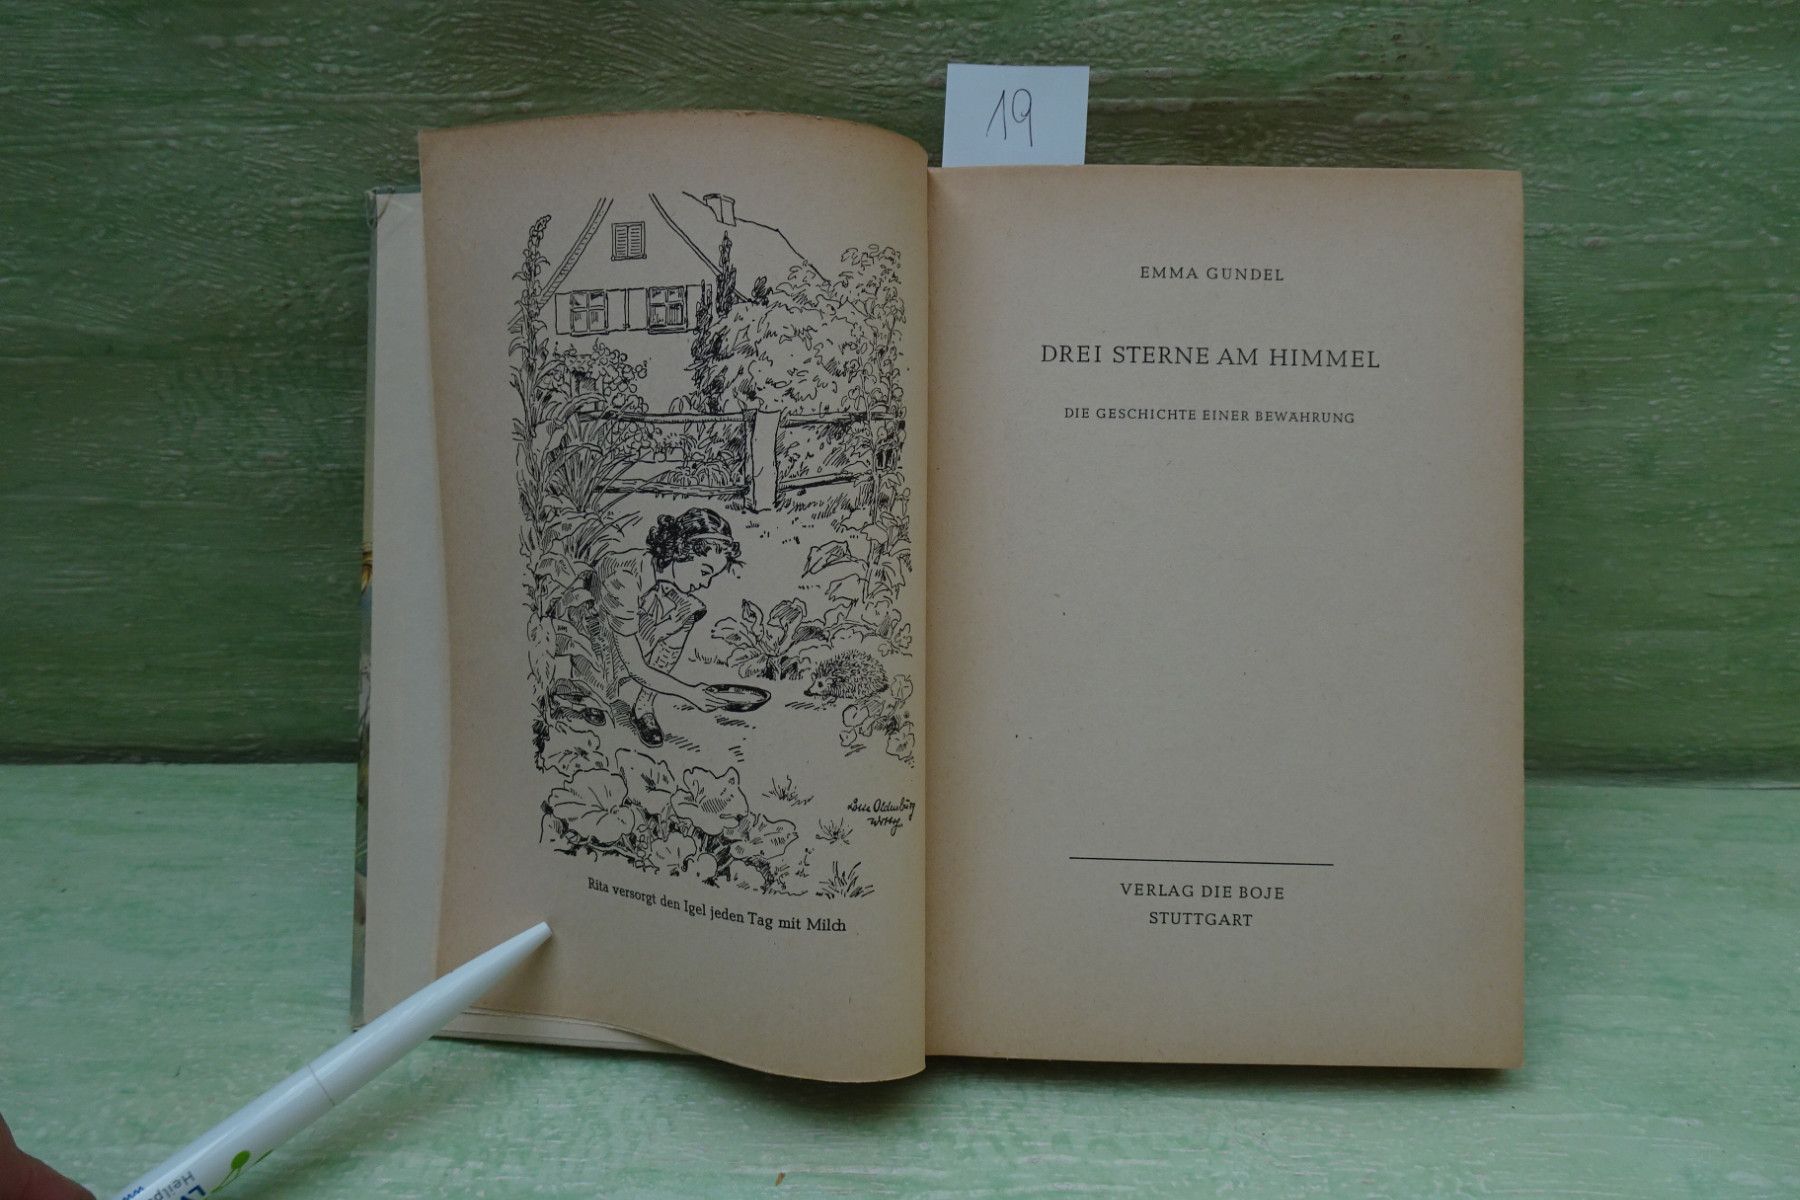 19
EMMA GUNDEL
DREI STERNE AM HIMMEL
DIE GESCHICHTE EINER BEWÄHRUNG
VERLAG DIE BOJE
STUTTGART
Rita versorgt den Igel jeden Tag mit Milch
Oldenburg